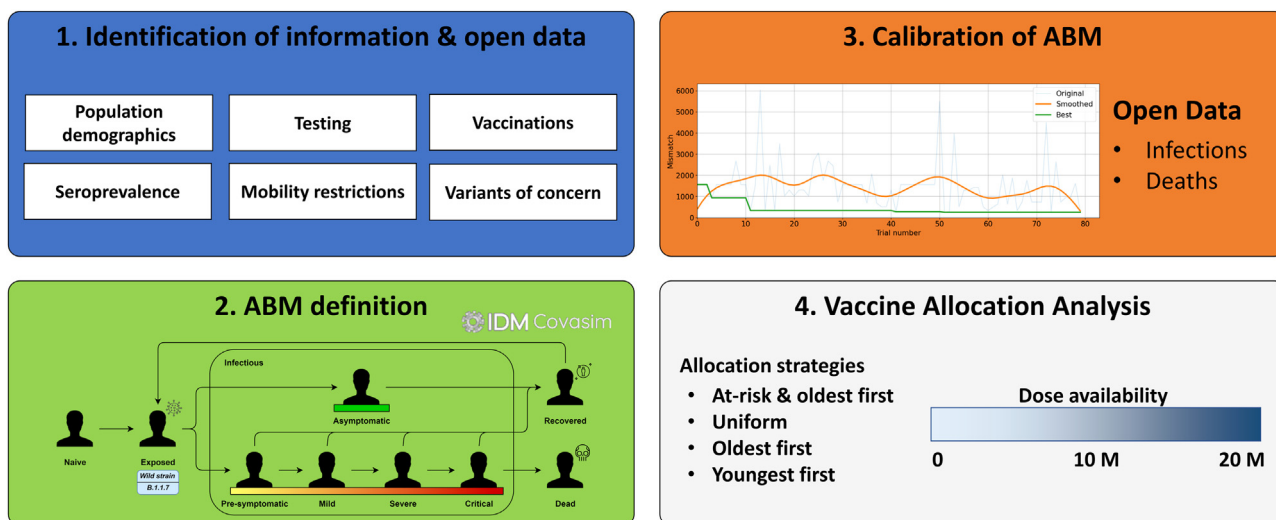 1. Identification of information & open data
Population
demographics
Testing
Vaccinations
Seroprevalence
Mobility restrictions
Variants of concern
3. Calibration of ABM
6000
5000
4000
3000
2000
1000
0
Mismatch
Original
Smoothed
Best
0
10
20
30
40
50
60
70
80
Trial number
Open Data
• Infections
• Deaths
2. ABM definition
IDM Covasim
Infectious
Asymptomatic
Recovered
Naive
Exposed
Wild strain
B.1.1.7
Pre-symptomatic
Mild
Severe
Critical
Dead
4. Vaccine Allocation Analysis
Allocation strategies
• At-risk & oldest first
• Uniform
• Oldest first
• Youngest first
Dose availability
0
10 M
20 M